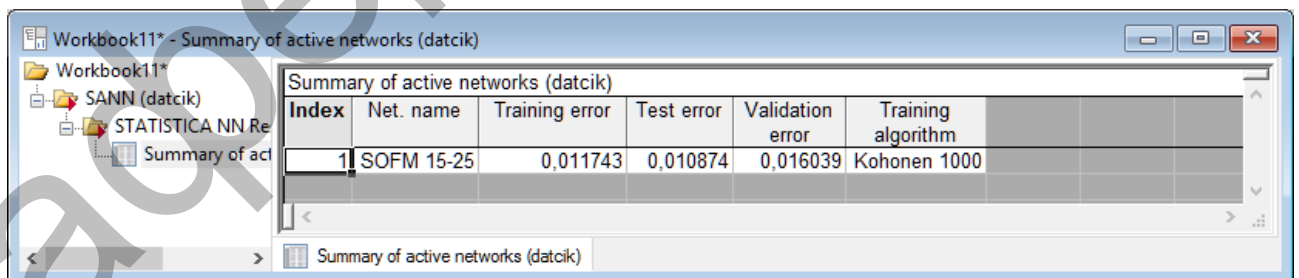 Workbook11* - Summary of active networks (datcik)
Workbook11*
SANN (datcik)
STATISTICA NN Re
Summary of act
Summary of active networks (datcik)
Index Net. name Training error Test error Validation error Training algorithm
1 SOFM 15-25 0,011743 0,010874 0,016039 Kohonen 1000
Summary of active networks (datcik)